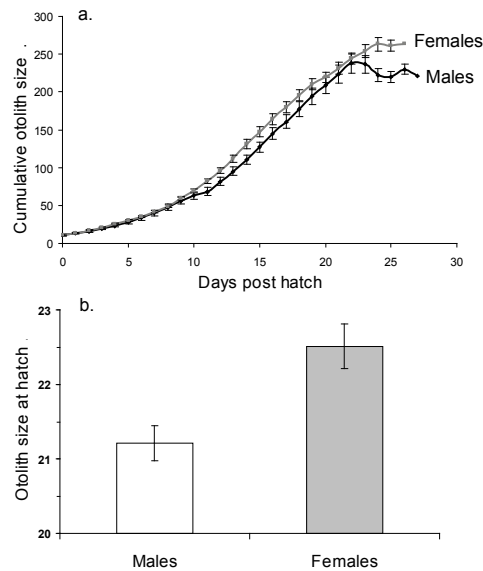 a.
Cumulative otolith size .
300
250
200
150
100
50
0
Females
Males
0 5 10 15 20 25 30
Days post hatch
b.
Otolith size at hatch .
23
22
21
20
Males Females